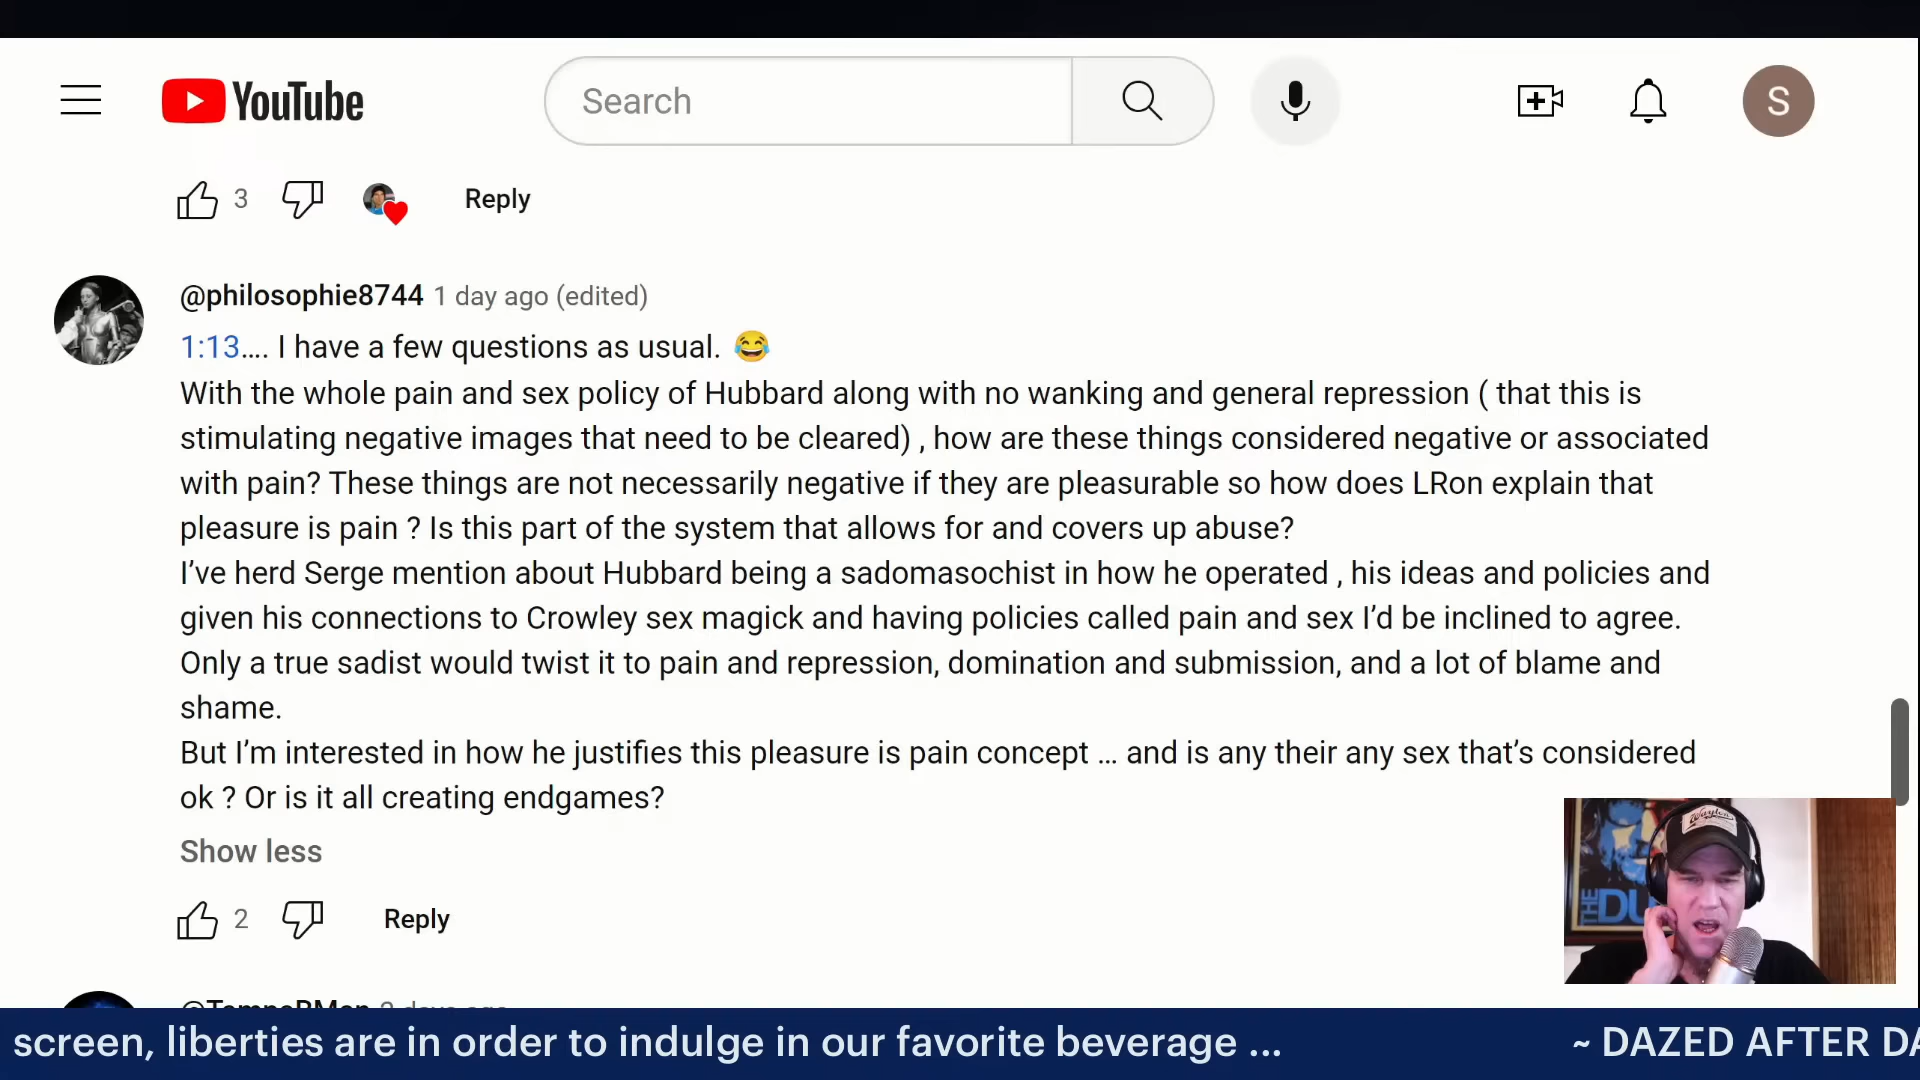 YouTube
Search
S
3
Reply
@philosophie8744 1 day ago (edited)
1:13.... I have a few questions as usual. 😂
With the whole pain and sex policy of Hubbard along with no wanking and general repression ( that this is
stimulating negative images that need to be cleared) , how are these things considered negative or associated
with pain? These things are not necessarily negative if they are pleasurable so how does LRon explain that
pleasure is pain ? Is this part of the system that allows for and covers up abuse?
I’ve herd Serge mention about Hubbard being a sadomasochist in how he operated , his ideas and policies and
given his connections to Crowley sex magick and having policies called pain and sex I’d be inclined to agree.
Only a true sadist would twist it to pain and repression, domination and submission, and a lot of blame and
shame.
But I’m interested in how he justifies this pleasure is pain concept … and is any their any sex that’s considered
ok ? Or is it all creating endgames?
Show less
2
Reply
THE DU
screen, liberties are in order to indulge in our favorite beverage ...
~ DAZED AFTER DA